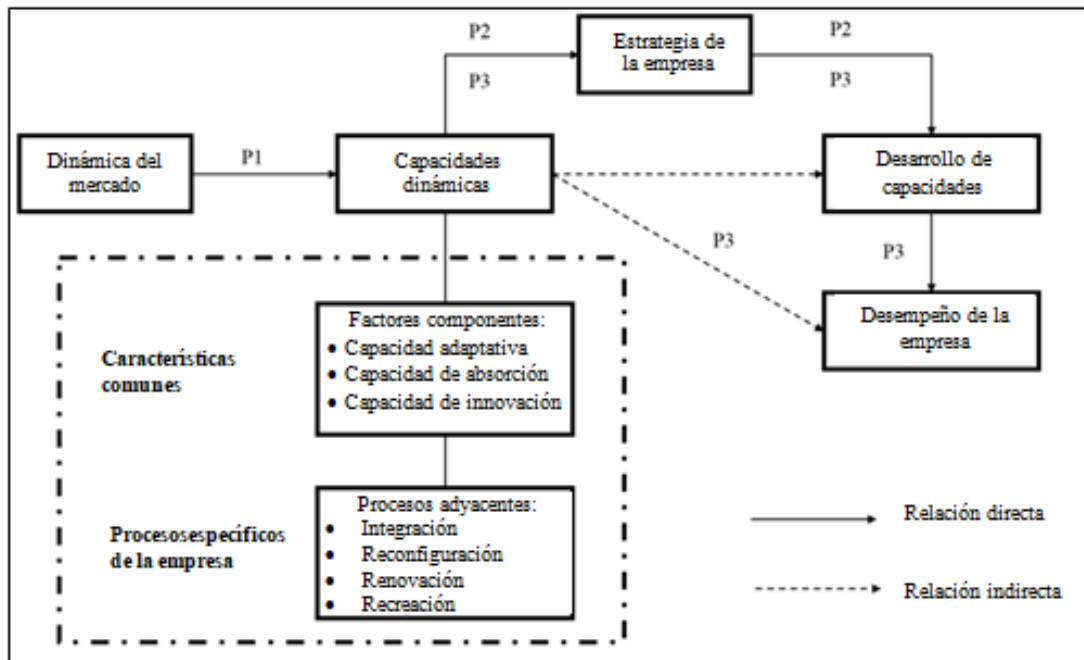 P2
P3
Estrategia de
la empresa
P2
P3
Dinámica del
mercado
P1
Capacidades
dinámicas
Desarrollo de
capacidades
P3
P3
Desempeño de la
empresa
Características
comunes
Factores componentes:
• Capacidad adaptativa
• Capacidad de absorción
• Capacidad de innovación
Procesosespecíficos
de la empresa
Procesos adyacentes:
• Integración
• Reconfiguración
• Renovación
• Recreación
Relación directa
Relación indirecta